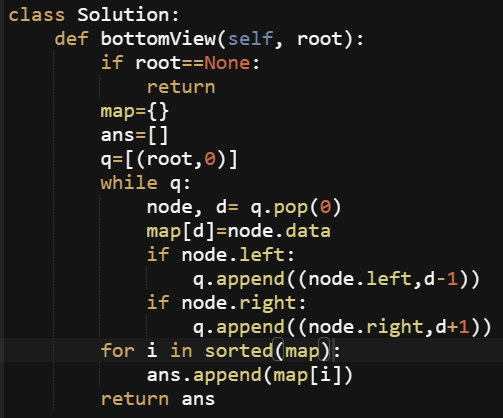 class Solution:
    def bottomView(self, root):
        if root==None:
            return
        map={}
        ans=[]
        q=[(root,0)]
        while q:
            node, d= q.pop(0)
            map[d]=node.data
            if node.left:
                q.append((node.left,d-1))
            if node.right:
                q.append((node.right,d+1))
        for i in sorted(map):
            ans.append(map[i])
        return ans